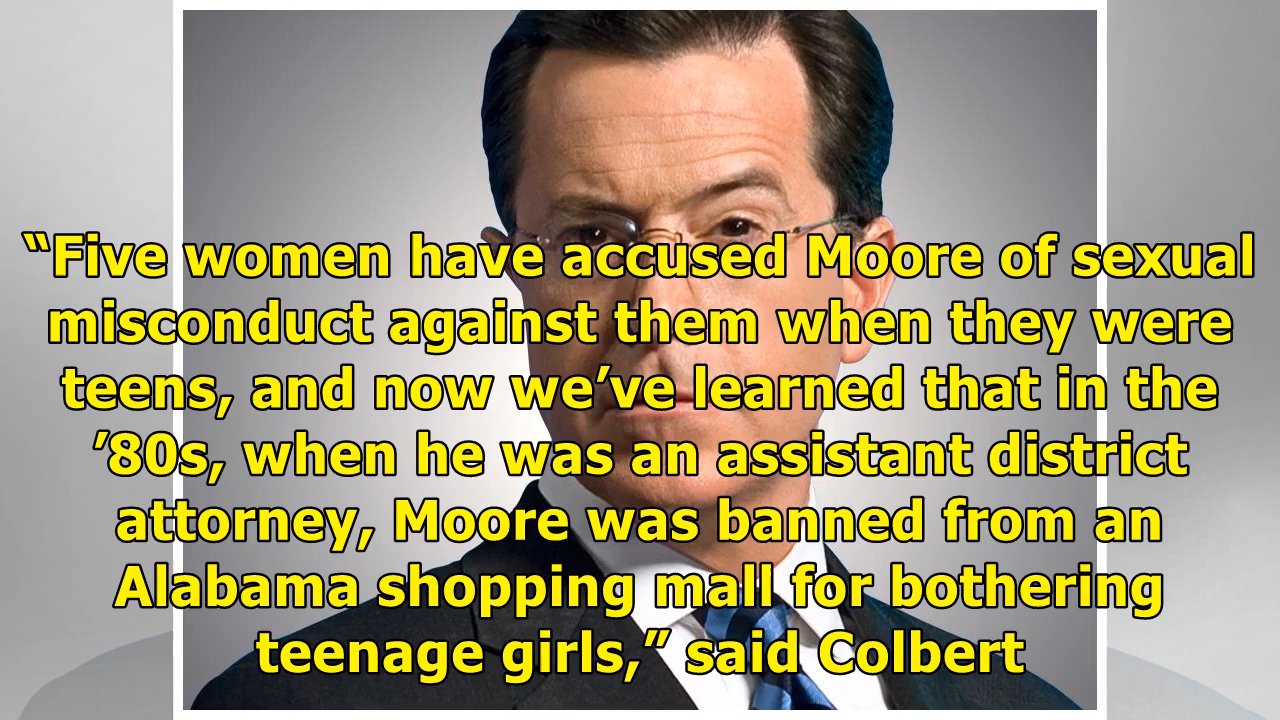 “Five women have accused Moore of sexual
misconduct against them when they were
teens, and now we’ve learned that in the
’80s, when he was an assistant district
attorney, Moore was banned from an
Alabama shopping mall for bothering
teenage girls,” said Colbert